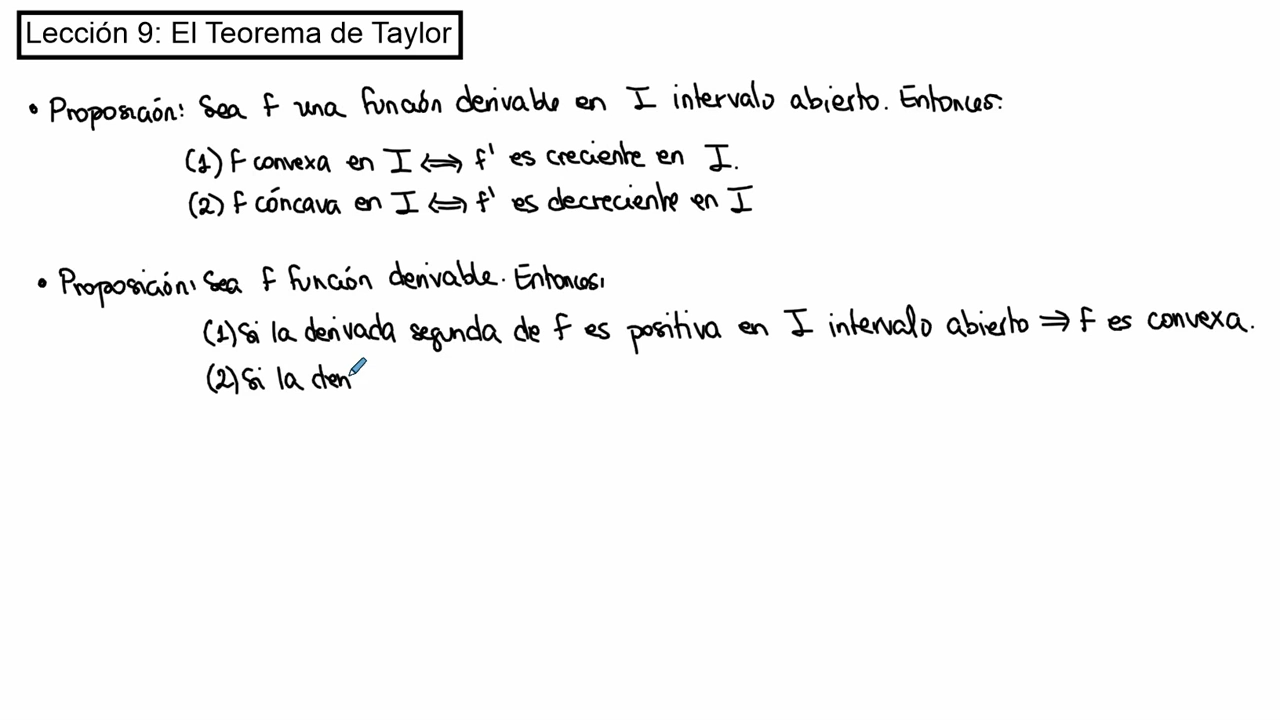 Lección 9: El Teorema de Taylor
• Proposición: Sea f una función derivable en I intervalo abierto. Entonces:
(1) f convexa en I ⟺ f' es creciente en I.
(2) f cóncava en I ⟺ f' es decreciente en I
• Proposición: Sea f función derivable. Entonces:
(1) Si la derivada segunda de f es positiva en I intervalo abierto ⟹ f es convexa.
(2) Si la deri